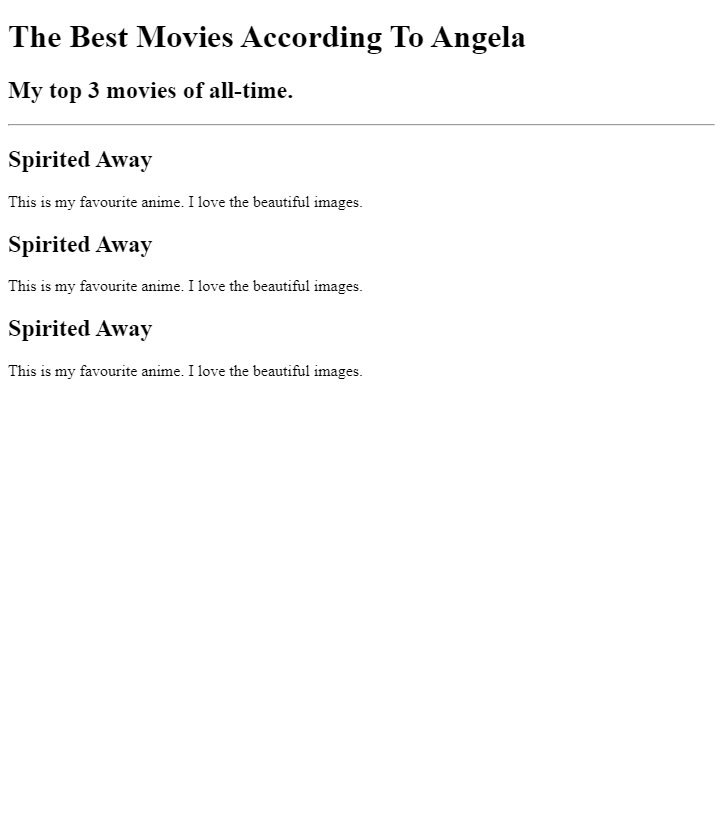 The Best Movies According To Angela
My top 3 movies of all-time.
Spirited Away
This is my favourite anime. I love the beautiful images.
Spirited Away
This is my favourite anime. I love the beautiful images.
Spirited Away
This is my favourite anime. I love the beautiful images.